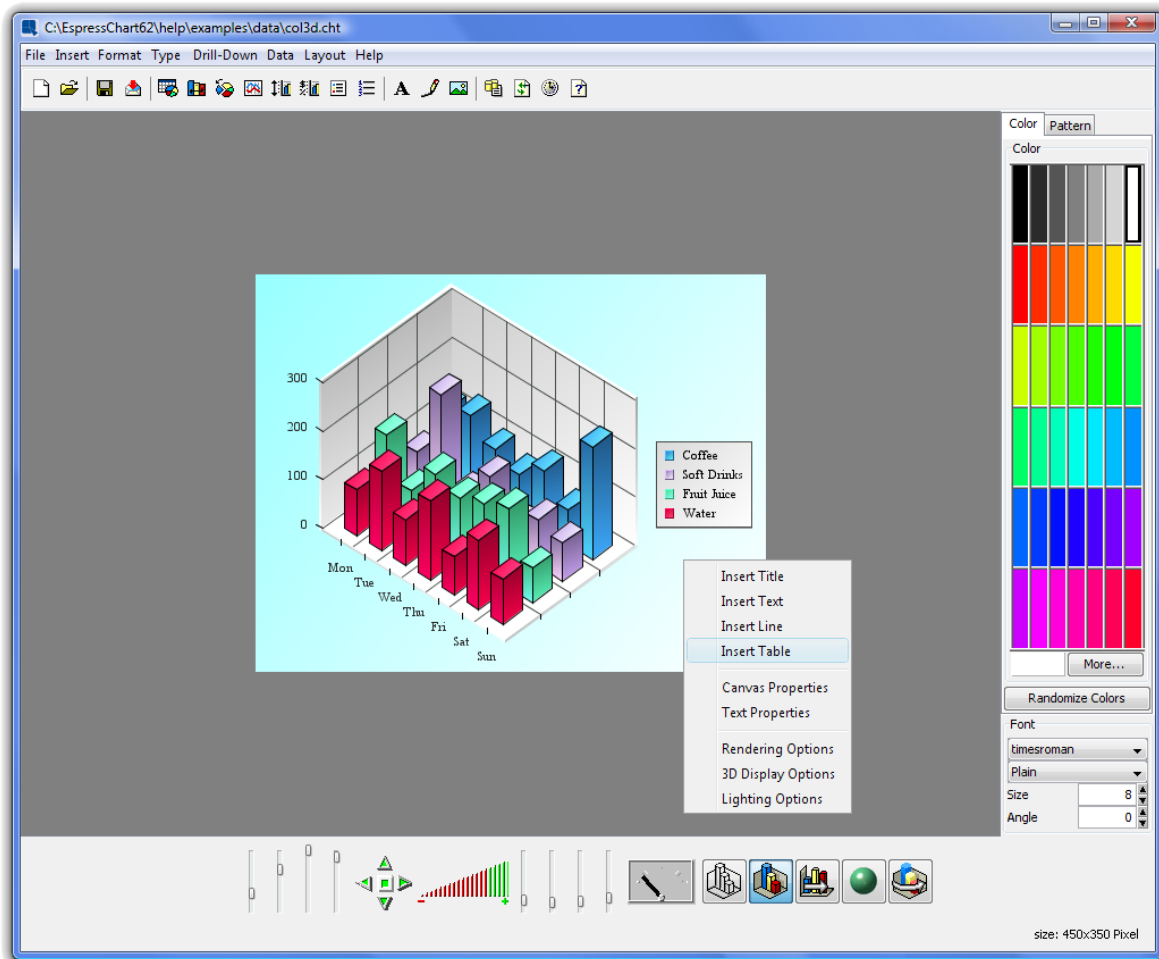 C:\EspressChart62\help\examples\data\col3d.cht
File Insert Format Type Drill-Down Data Layout Help
Color Pattern
Color
300
200
100
0
Mon
Tue
Wed
Thu
Fri
Sat
Sun
Coffee
Soft Drinks
Fruit Juice
Water
Insert Title
Insert Text
Insert Line
Insert Table
Canvas Properties
Text Properties
Rendering Options
3D Display Options
Lighting Options
More...
Randomize Colors
Font
timesroman
Plain
Size 8
Angle 0
size: 450x350 Pixel